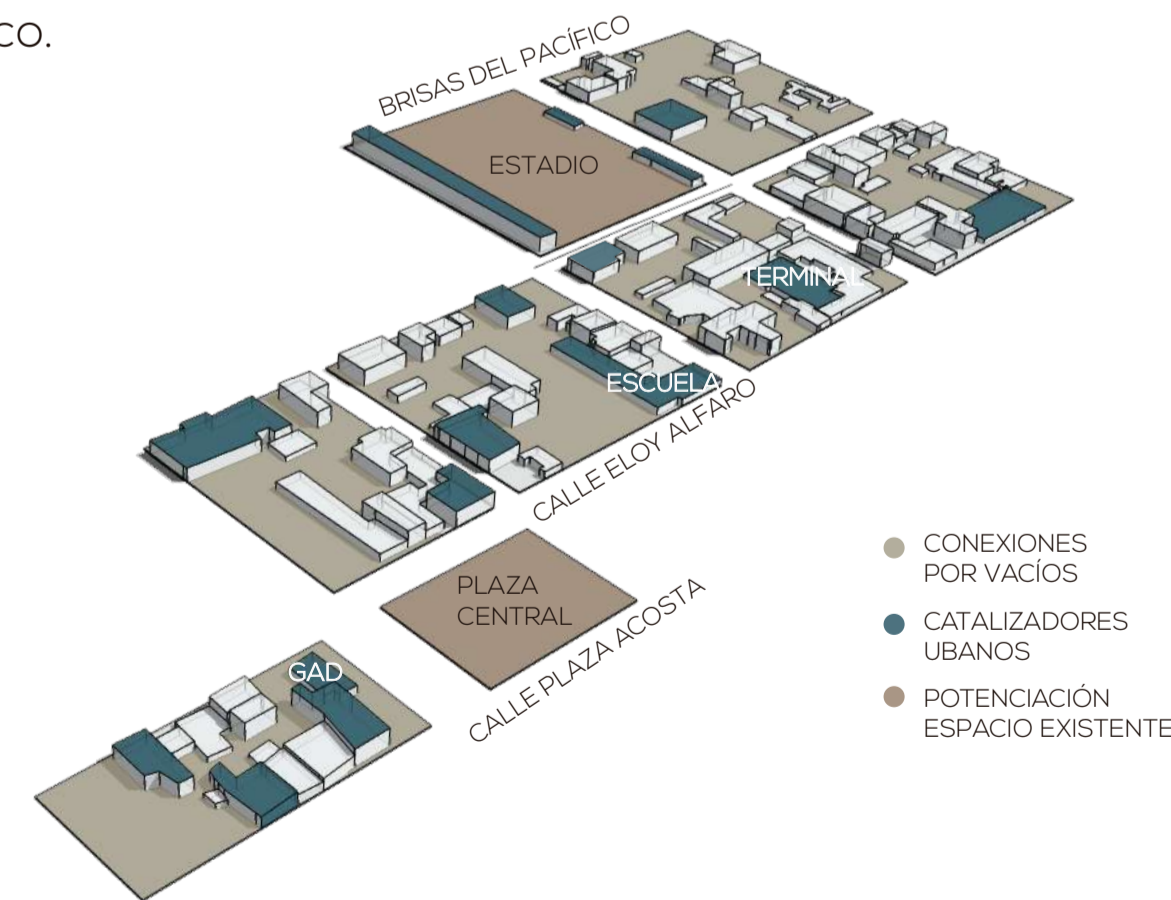 CO.
BRISAS DEL PACÍFICO
ESTADIO
TERMINAL
ESCUELA
CALLE ELOY ALFARO
PLAZA
CENTRAL
CALLE PLAZA ACOSTA
GAD
CONEXIONES
POR VACÍOS
CATALIZADORES
UBANOS
POTENCIACIÓN
ESPACIO EXISTENTE